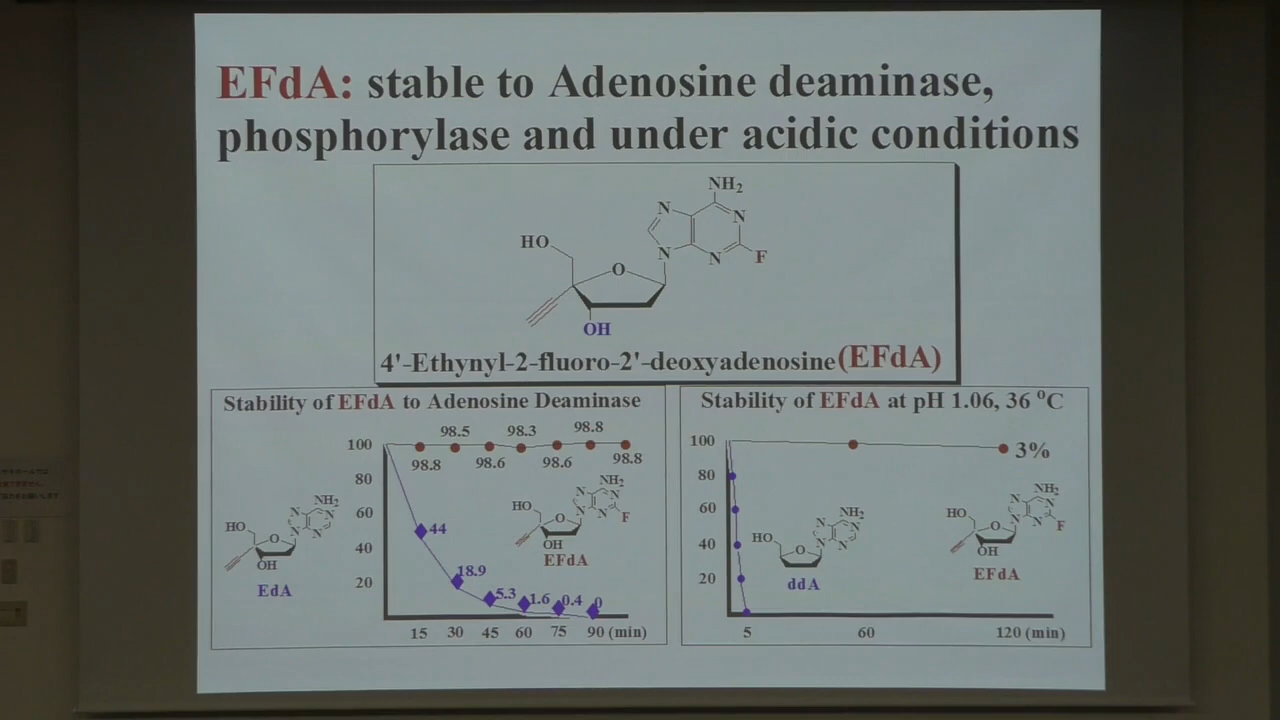 EFdA: stable to Adenosine deaminase,
phosphorylase and under acidic conditions
NH2
N
N
N
N
F
HO
O
OH
4'-Ethynyl-2-fluoro-2'-deoxyadenosine(EFdA)
Stability of EFdA to Adenosine Deaminase
100
80
60
40
20
98.8
98.5
98.6
98.3
98.6
98.8
98.8
44
18.9
5.3
1.6
0.4
0
15 30 45 60 75 90 (min)
HO
O
NH2
N
N
N
N
OH
EdA
HO
O
NH2
N
N
N
N
F
OH
EFdA
Stability of EFdA at pH 1.06, 36 °C
100
80
60
40
20
3%
5 60 120 (min)
HO
O
NH2
N
N
N
N
ddA
HO
O
NH2
N
N
N
N
F
OH
EFdA